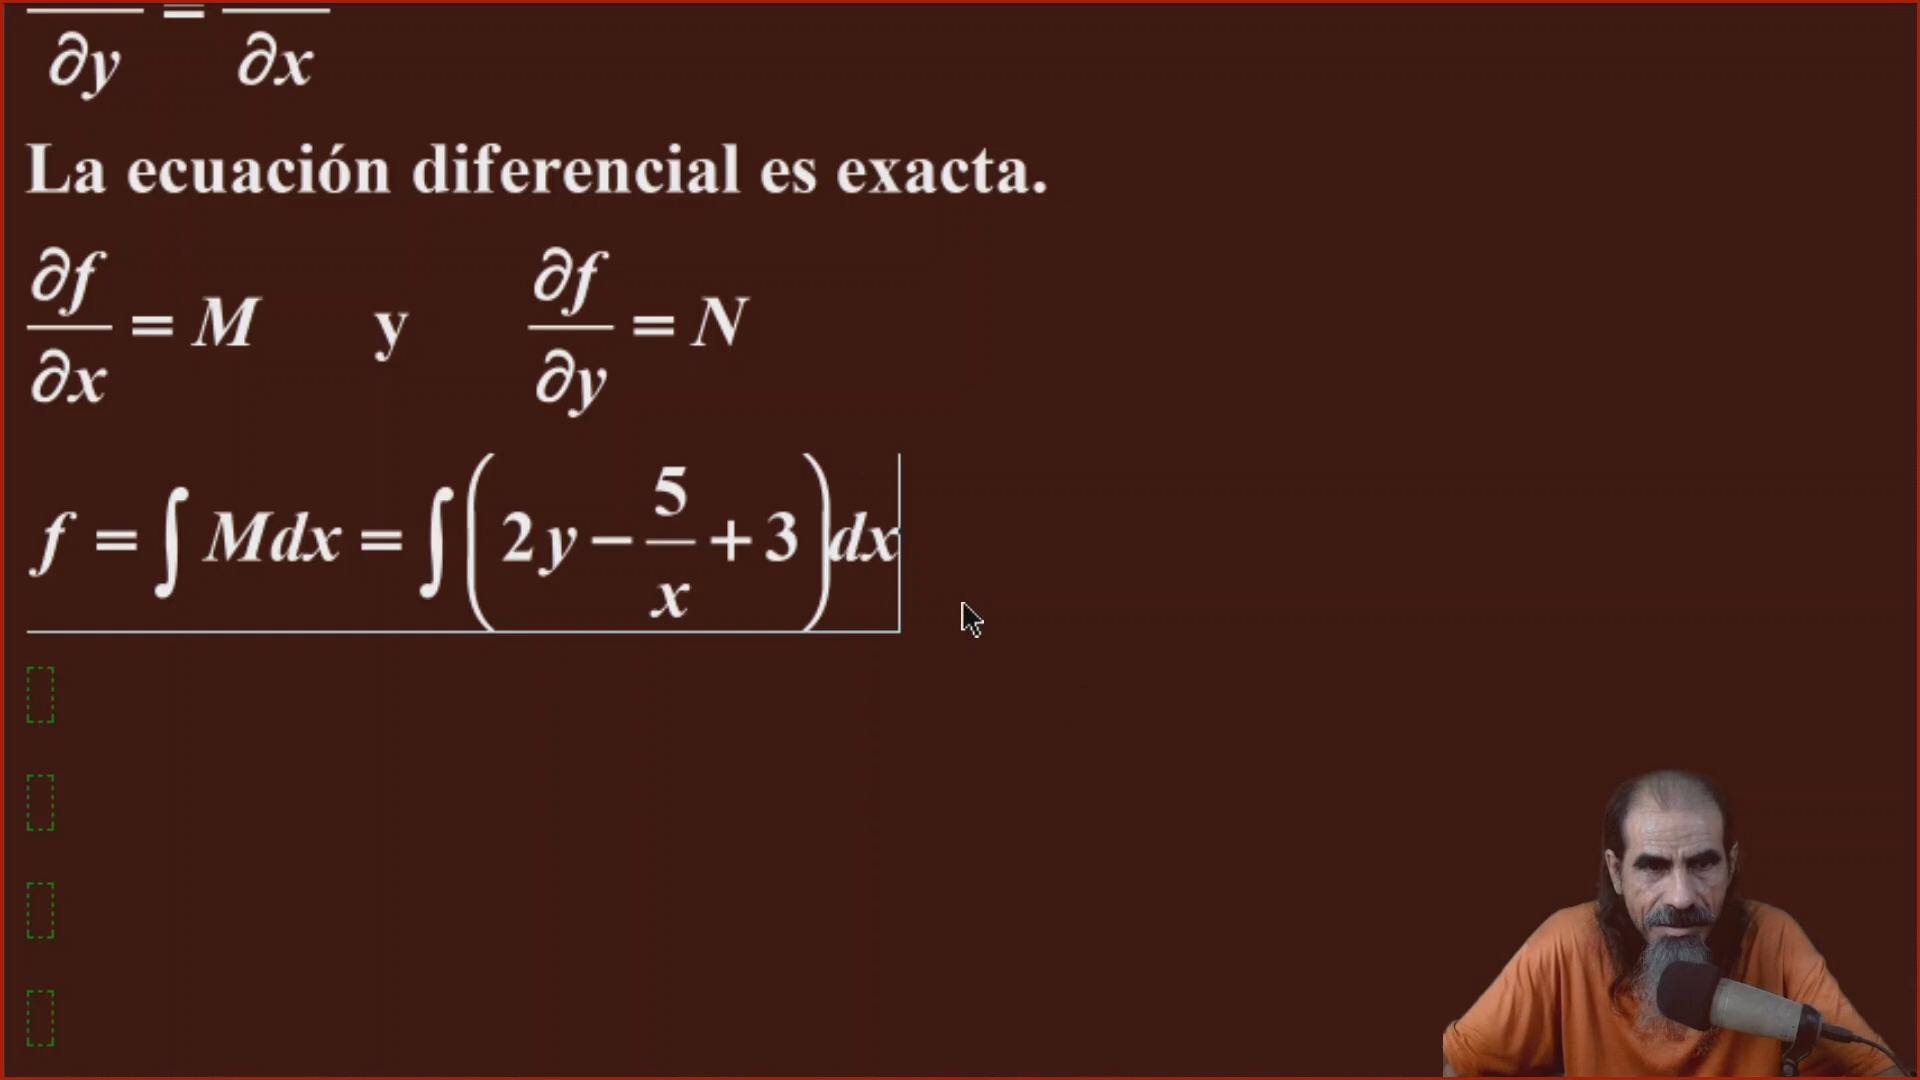 ∂y = ∂x
La ecuación diferencial es exacta.
∂f/∂x = M y ∂f/∂y = N
f = ∫ Mdx = ∫ (2y − 5/x + 3)dx